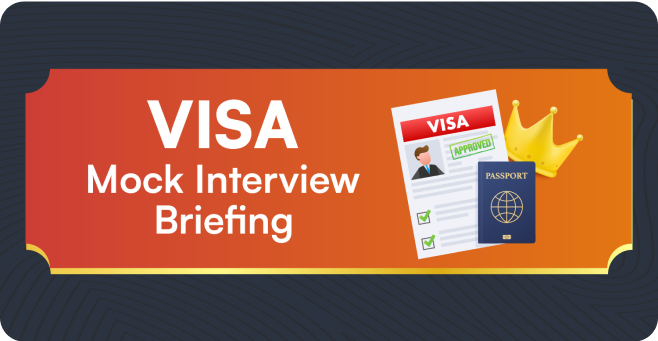 VISA
Mock Interview
Briefing
VISA
APPROVED
PASSPORT